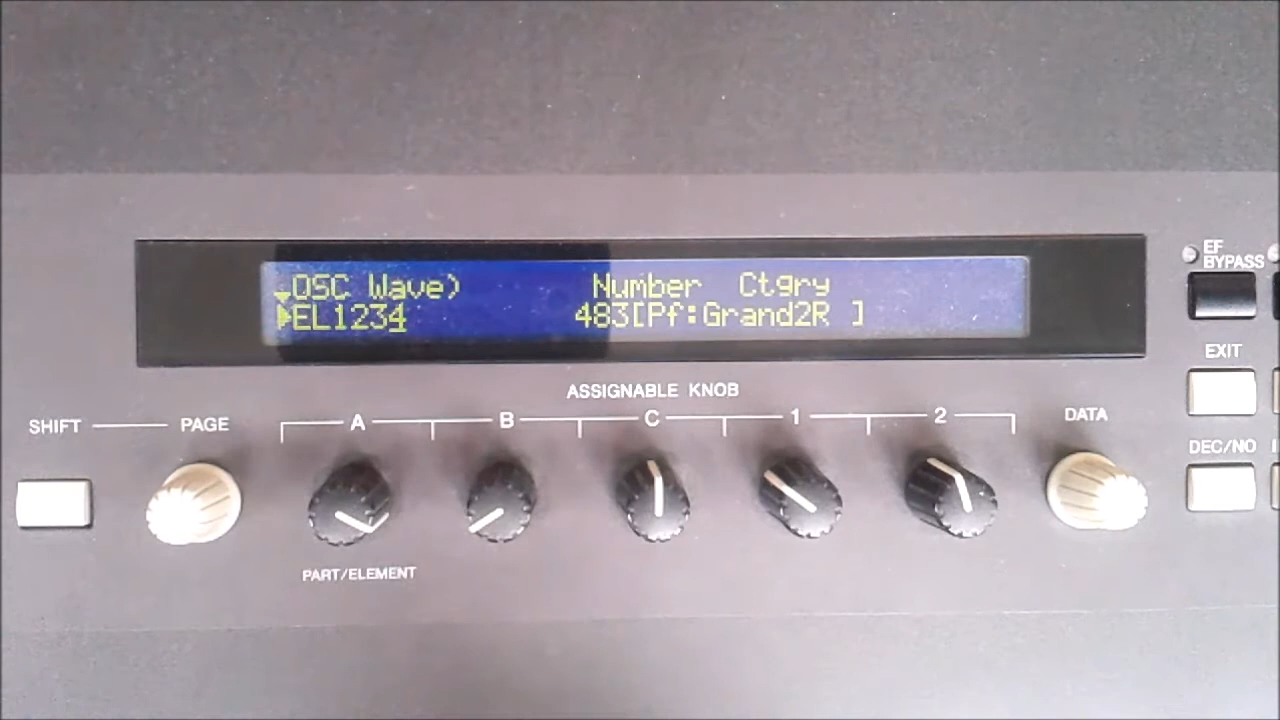 EF
BYPASS
OSC Wave) Number Ctgry
EL1234 483[Pf:Grand2R ]
EXIT
ASSIGNABLE KNOB
SHIFT PAGE A B C 1 2 DATA
DEC/NO
PART/ELEMENT